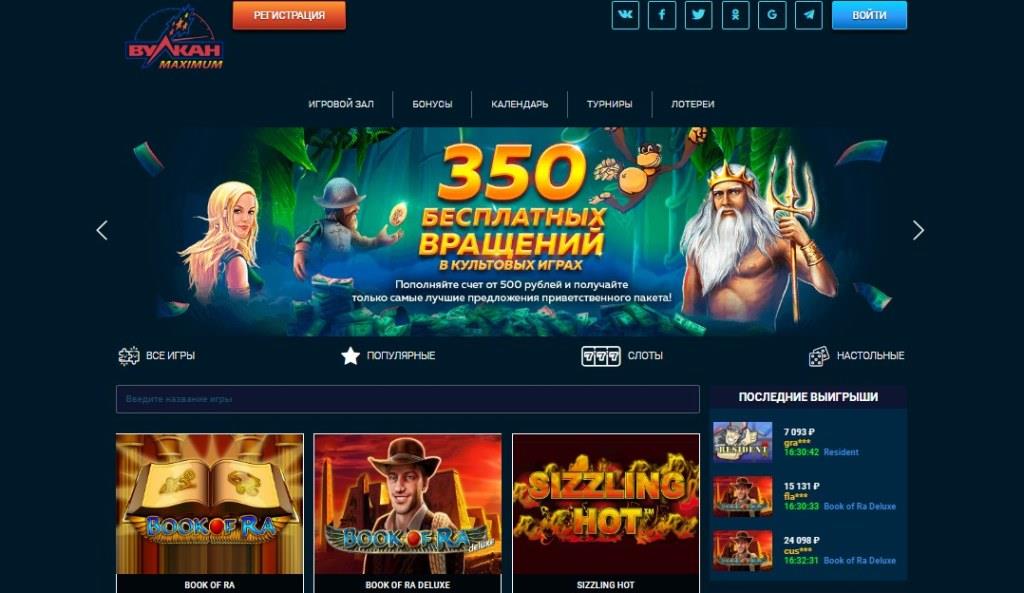 РЕГИСТРАЦИЯ
ВОЙТИ
ВУЛКАН
MAXIMUM
ИГРОВОЙ ЗАЛ
БОНУСЫ
КАЛЕНДАРЬ
ТУРНИРЫ
ЛОТЕРЕИ
350
БЕСПЛАТНЫХ
ВРАЩЕНИЙ
В КУЛЬТОВЫХ ИГРАХ
Пополняйте счет от 500 рублей и получайте
только самые лучшие предложения приветственного пакета!
ВСЕ ИГРЫ
ПОПУЛЯРНЫЕ
777 СЛОТЫ
НАСТОЛЬНЫЕ
Введите название игры
BOOK OF RA
BOOK OF RA
BOOK OF RA deluxe
BOOK OF RA DELUXE
SIZZLING
HOT™
SIZZLING HOT
ПОСЛЕДНИЕ ВЫИГРЫШИ
RESIDENT
7 093 ₽
gra***
16:30:42 Resident
15 131 ₽
fla***
16:30:33 Book of Ra Deluxe
24 098 ₽
cus***
16:32:31 Book of Ra Deluxe